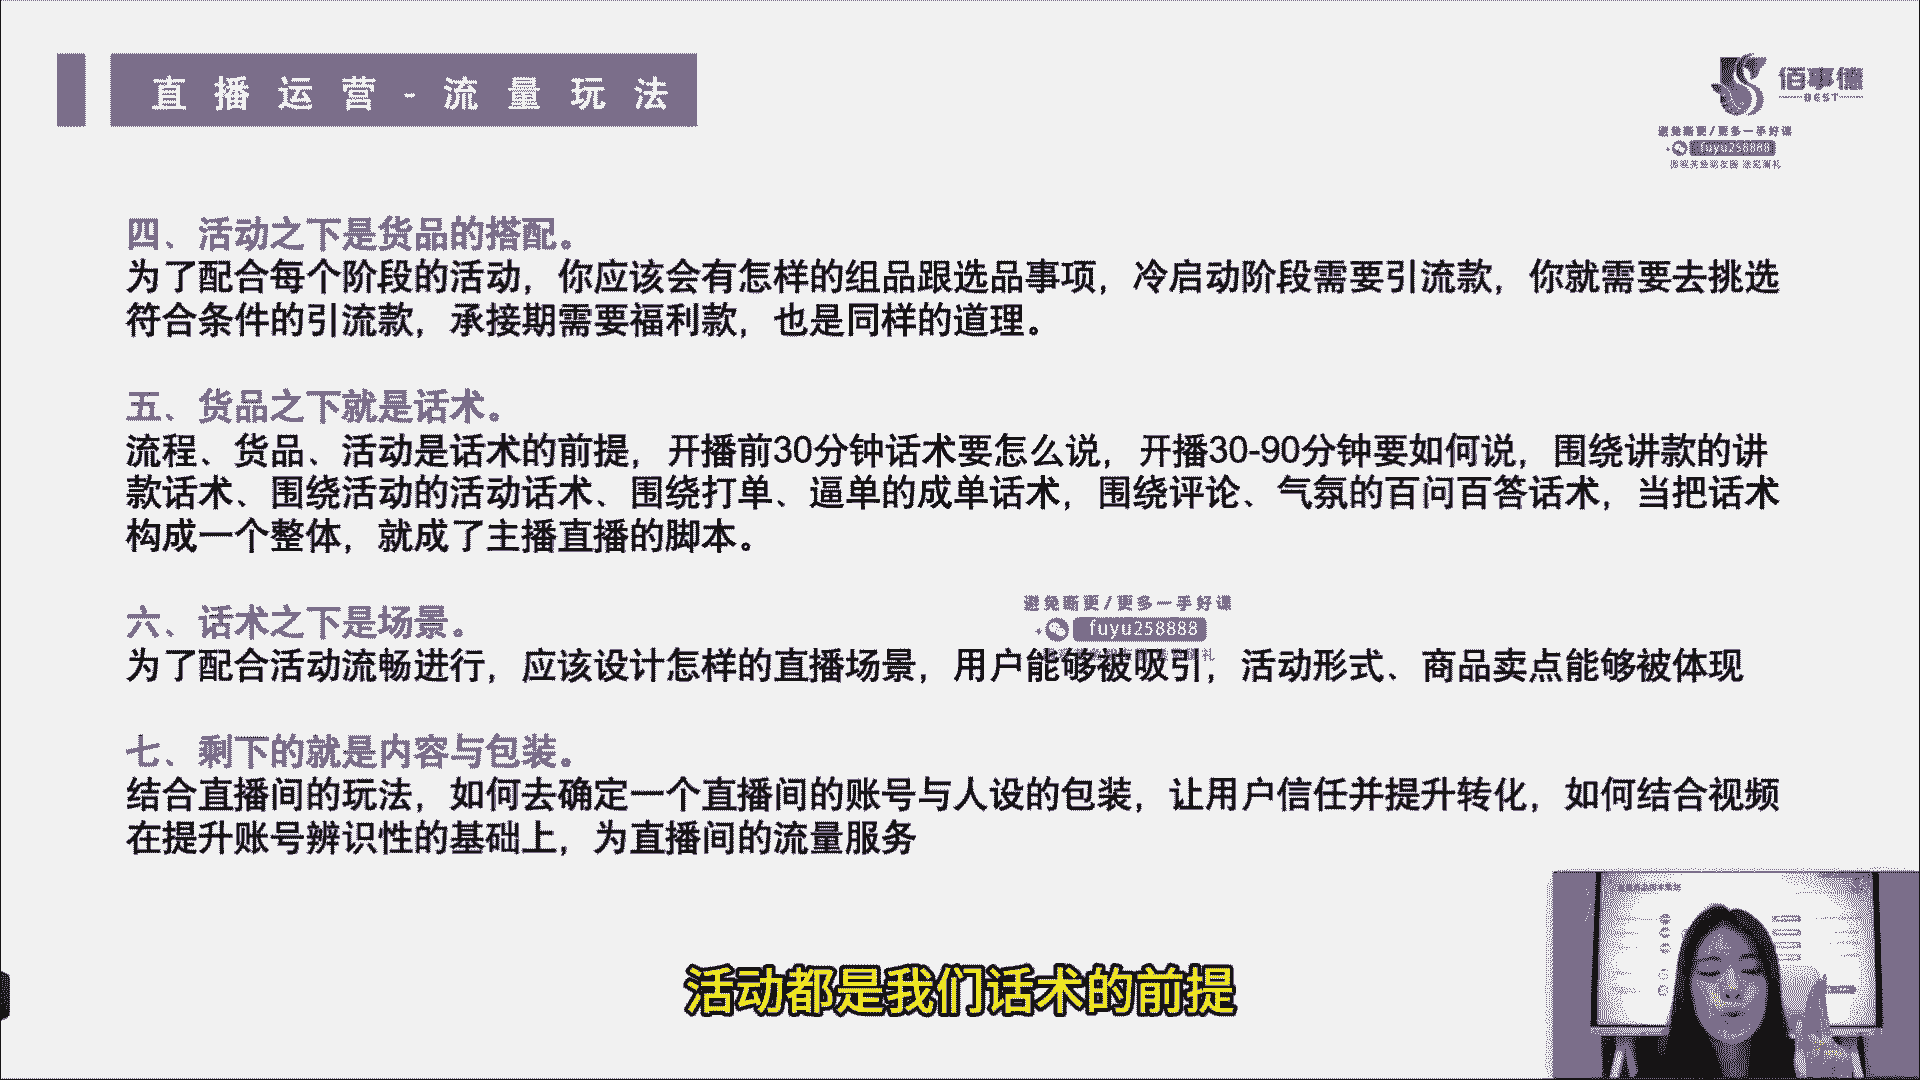 直播运营-流量玩法
佰事德
BEST
避免断更/更多一手好课
fuyu258888
四、活动之下是货品的搭配。
为了配合每个阶段的活动，你应该会有怎样的组品跟选品事项，冷启动阶段需要引流款，你就需要去挑选
符合条件的引流款，承接期需要福利款，也是同样的道理。
五、货品之下就是话术。
流程、货品、活动是话术的前提，开播前30分钟话术要怎么说，开播30-90分钟要如何说，围绕讲款的讲
款话术、围绕活动的活动话术、围绕打单、逼单的成单话术，围绕评论、气氛的百问百答话术，当把话术
构成一个整体，就成了主播直播的脚本。
六、话术之下是场景。
避免断更/更多一手好课
fuyu258888
为了配合活动流畅进行，应该设计怎样的直播场景，用户能够被吸引，活动形式、商品卖点能够被体现
七、剩下的就是内容与包装。
结合直播间的玩法，如何去确定一个直播间的账号与人设的包装，让用户信任并提升转化，如何结合视频
在提升账号辨识性的基础上，为直播间的流量服务
活动都是我们话术的前提